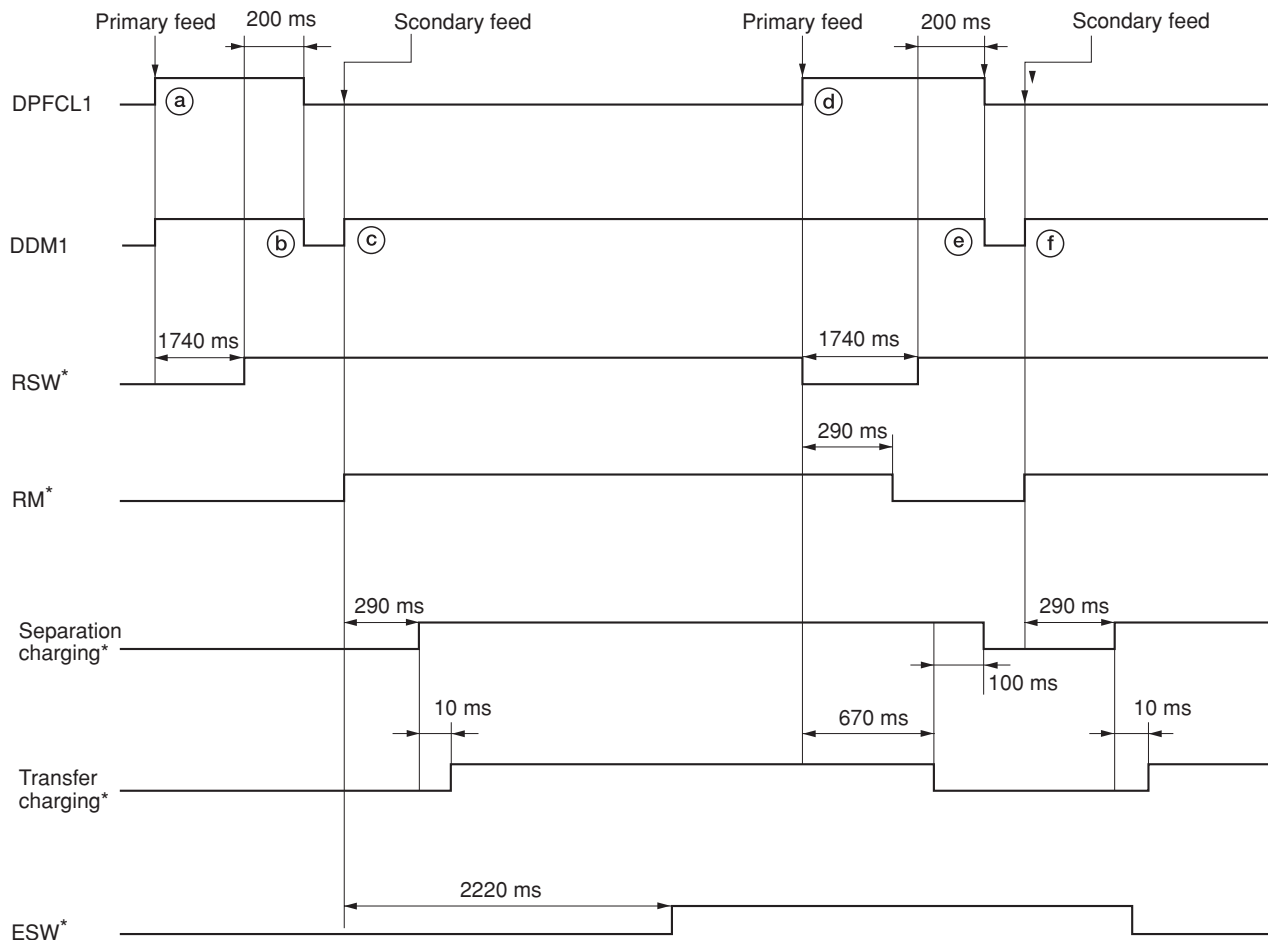 Primary feed
200 ms
Scondary feed
Primary feed
200 ms
Scondary feed
DPFCL1
a
d
DDM1
b
c
e
f
1740 ms
1740 ms
RSW*
290 ms
RM*
290 ms
290 ms
Separation
charging*
100 ms
10 ms
670 ms
10 ms
Transfer
charging*
2220 ms
ESW*